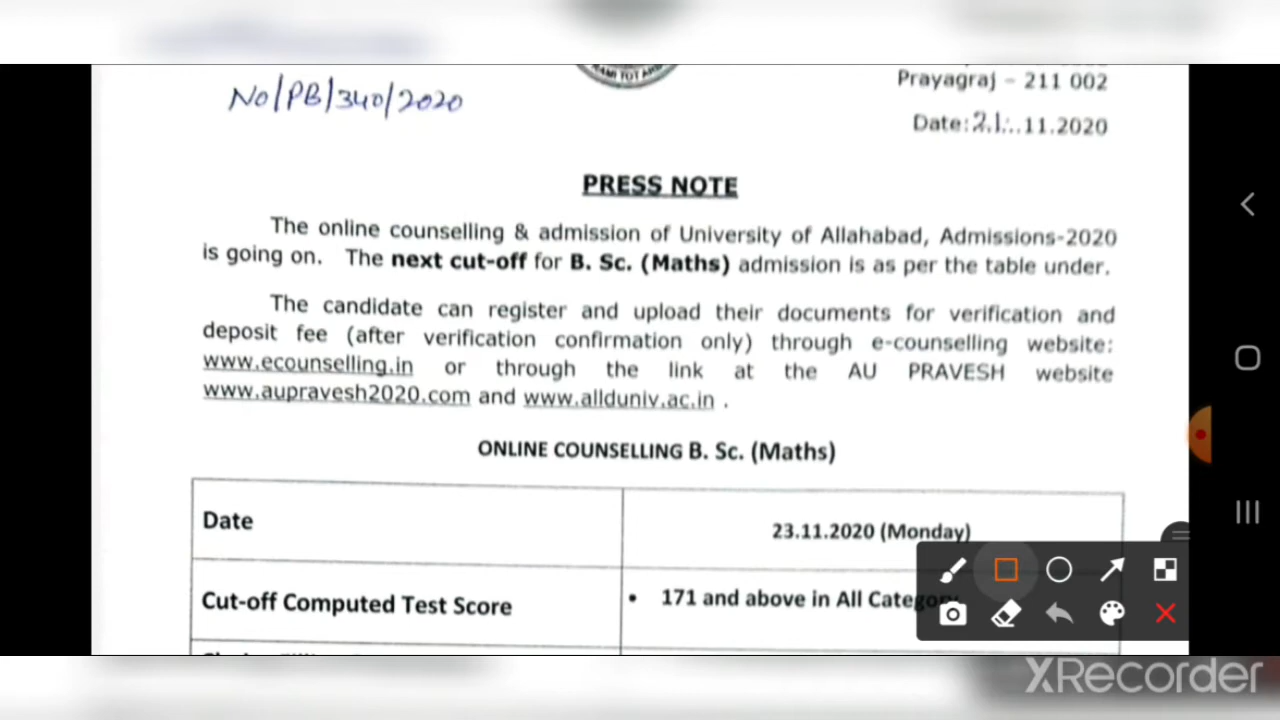 No/PB/340/2020
Prayagraj - 211 002
Date: 21.11.2020
PRESS NOTE
The online counselling & admission of University of Allahabad, Admissions-2020
is going on. The next cut-off for B. Sc. (Maths) admission is as per the table under.
The candidate can register and upload their documents for verification and
deposit fee (after verification confirmation only) through e-counselling website:
www.ecounselling.in or through the link at the AU PRAVESH website
www.aupravesh2020.com and www.allduniv.ac.in .
ONLINE COUNSELLING B. Sc. (Maths)
Date
23.11.2020 (Monday)
Cut-off Computed Test Score
• 171 and above in All Category
XRecorder